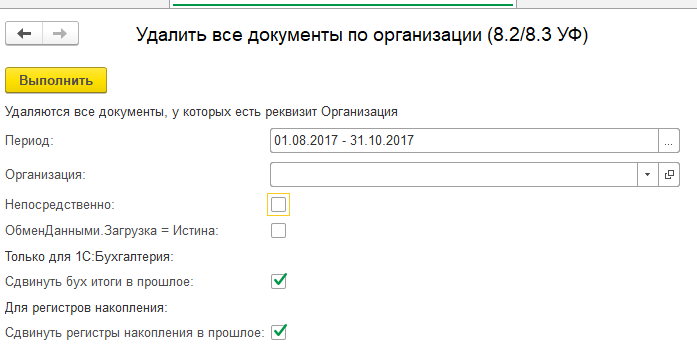 Удалить все документы по организации (8.2/8.3 УФ)
Выполнить
Удаляются все документы, у которых есть реквизит Организация
Период: 01.08.2017 - 31.10.2017 ...
Организация:
Непосредственно:
ОбменДанными.Загрузка = Истина:
Только для 1С:Бухгалтерия:
Сдвинуть бух итоги в прошлое:
Для регистров накопления:
Сдвинуть регистры накопления в прошлое: